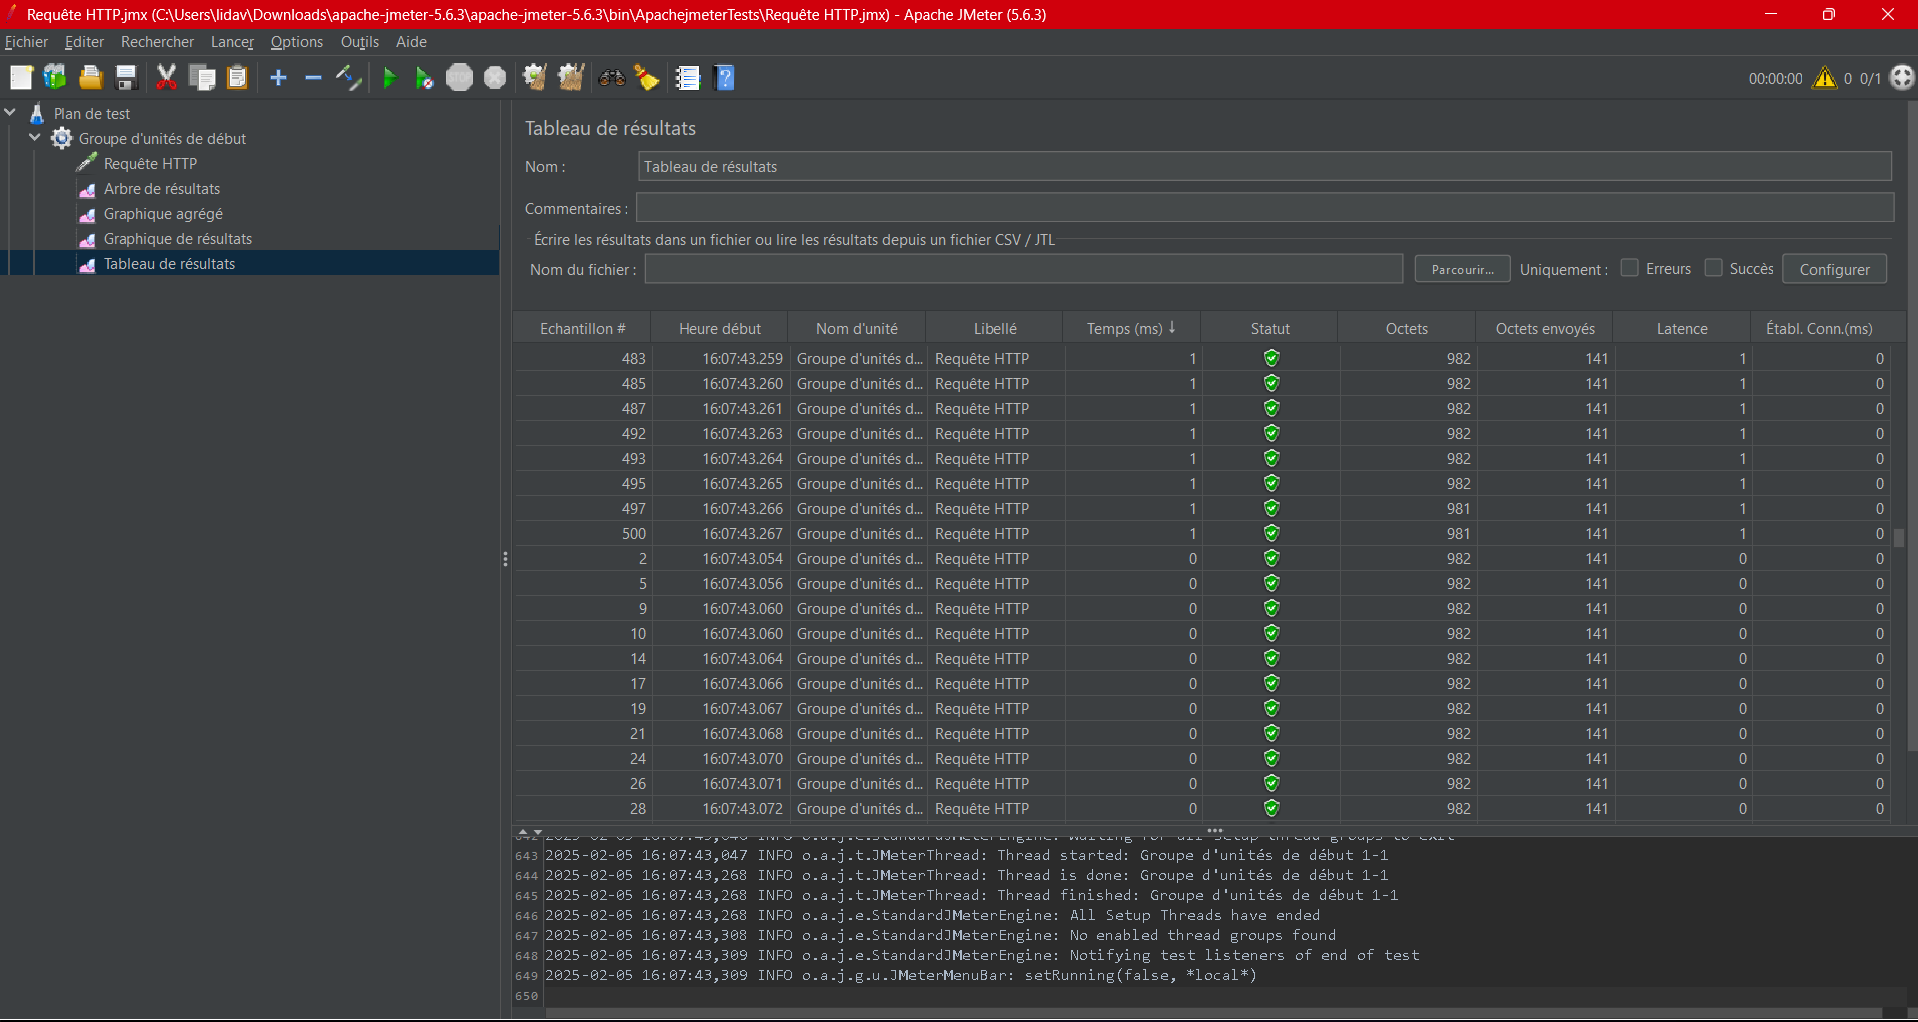 Requête HTTP.jmx (C:\Users\lidav\Downloads\apache-jmeter-5.6.3\apache-jmeter-5.6.3\bin\ApachejmeterTests\Requête HTTP.jmx) - Apache JMeter (5.6.3)
Fichier Editer Rechercher Lancer Options Outils Aide
STOP 00:00:00 0 0/1
Plan de test
Groupe d'unités de début
Requête HTTP
Arbre de résultats
Graphique agrégé
Graphique de résultats
Tableau de résultats
Tableau de résultats
Nom : Tableau de résultats
Commentaires :
Écrire les résultats dans un fichier ou lire les résultats depuis un fichier CSV / JTL
Nom du fichier : Parcourir... Uniquement : Erreurs Succès Configurer
Echantillon # Heure début Nom d'unité Libellé Temps (ms) ↓ Statut Octets Octets envoyés Latence Établ. Conn.(ms)
483 16:07:43.259 Groupe d'unités d... Requête HTTP 1 982 141 1 0
485 16:07:43.260 Groupe d'unités d... Requête HTTP 1 982 141 1 0
487 16:07:43.261 Groupe d'unités d... Requête HTTP 1 982 141 1 0
492 16:07:43.263 Groupe d'unités d... Requête HTTP 1 982 141 1 0
493 16:07:43.264 Groupe d'unités d... Requête HTTP 1 982 141 1 0
495 16:07:43.265 Groupe d'unités d... Requête HTTP 1 982 141 1 0
497 16:07:43.266 Groupe d'unités d... Requête HTTP 1 981 141 1 0
500 16:07:43.267 Groupe d'unités d... Requête HTTP 1 981 141 1 0
2 16:07:43.054 Groupe d'unités d... Requête HTTP 0 982 141 0 0
5 16:07:43.056 Groupe d'unités d... Requête HTTP 0 982 141 0 0
9 16:07:43.060 Groupe d'unités d... Requête HTTP 0 982 141 0 0
10 16:07:43.060 Groupe d'unités d... Requête HTTP 0 982 141 0 0
14 16:07:43.064 Groupe d'unités d... Requête HTTP 0 982 141 0 0
17 16:07:43.066 Groupe d'unités d... Requête HTTP 0 982 141 0 0
19 16:07:43.067 Groupe d'unités d... Requête HTTP 0 982 141 0 0
21 16:07:43.068 Groupe d'unités d... Requête HTTP 0 982 141 0 0
24 16:07:43.070 Groupe d'unités d... Requête HTTP 0 982 141 0 0
26 16:07:43.071 Groupe d'unités d... Requête HTTP 0 982 141 0 0
28 16:07:43.072 Groupe d'unités d... Requête HTTP 0 982 141 0 0
643 2025-02-05 16:07:43,047 INFO o.a.j.t.JMeterThread: Thread started: Groupe d'unités de début 1-1
644 2025-02-05 16:07:43,268 INFO o.a.j.t.JMeterThread: Thread is done: Groupe d'unités de début 1-1
645 2025-02-05 16:07:43,268 INFO o.a.j.t.JMeterThread: Thread finished: Groupe d'unités de début 1-1
646 2025-02-05 16:07:43,268 INFO o.a.j.e.StandardJMeterEngine: All Setup Threads have ended
647 2025-02-05 16:07:43,308 INFO o.a.j.e.StandardJMeterEngine: No enabled thread groups found
648 2025-02-05 16:07:43,309 INFO o.a.j.e.StandardJMeterEngine: Notifying test listeners of end of test
649 2025-02-05 16:07:43,309 INFO o.a.j.g.u.JMeterMenuBar: setRunning(false, *local*)
650